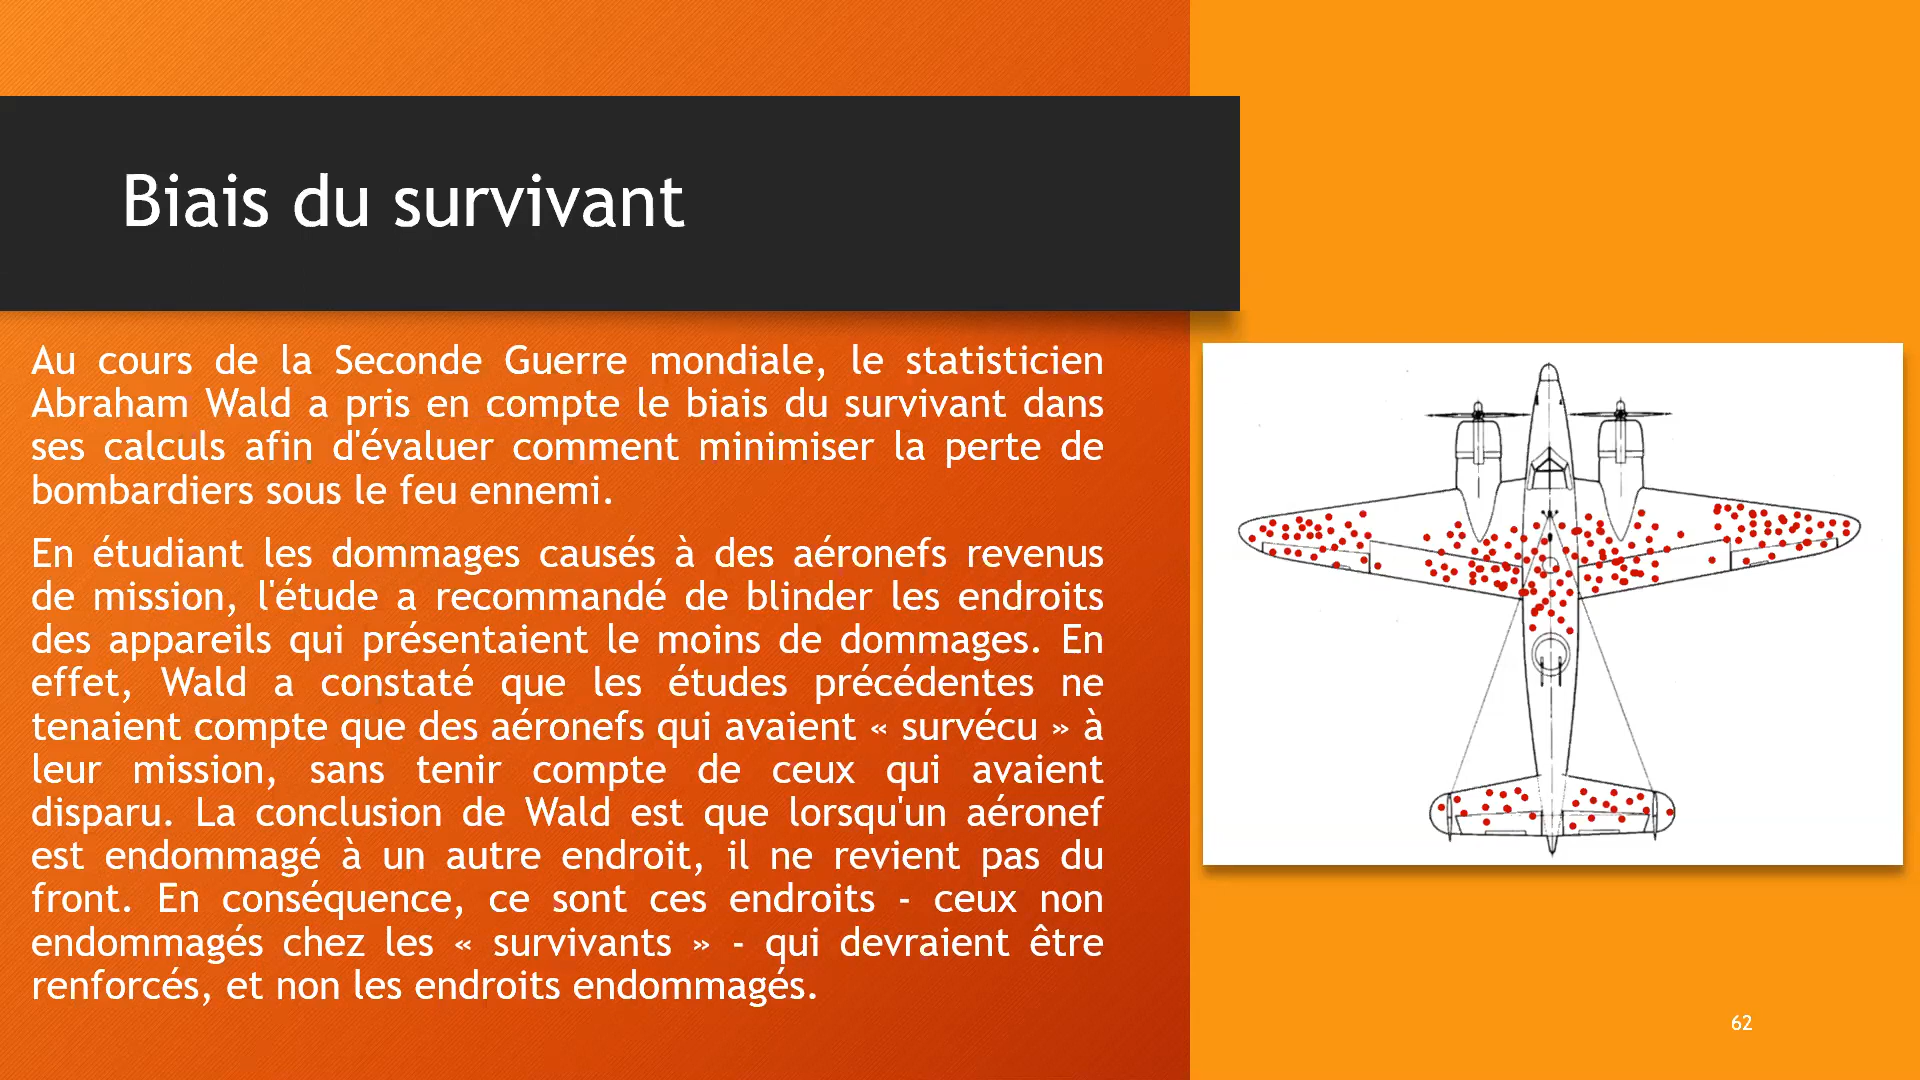 Biais du survivant
Au cours de la Seconde Guerre mondiale, le statisticien
Abraham Wald a pris en compte le biais du survivant dans
ses calculs afin d'évaluer comment minimiser la perte de
bombardiers sous le feu ennemi.
En étudiant les dommages causés à des aéronefs revenus
de mission, l'étude a recommandé de blinder les endroits
des appareils qui présentaient le moins de dommages. En
effet, Wald a constaté que les études précédentes ne
tenaient compte que des aéronefs qui avaient « survécu » à
leur mission, sans tenir compte de ceux qui avaient
disparu. La conclusion de Wald est que lorsqu'un aéronef
est endommagé à un autre endroit, il ne revient pas du
front. En conséquence, ce sont ces endroits - ceux non
endommagés chez les « survivants » - qui devraient être
renforcés, et non les endroits endommagés.
62